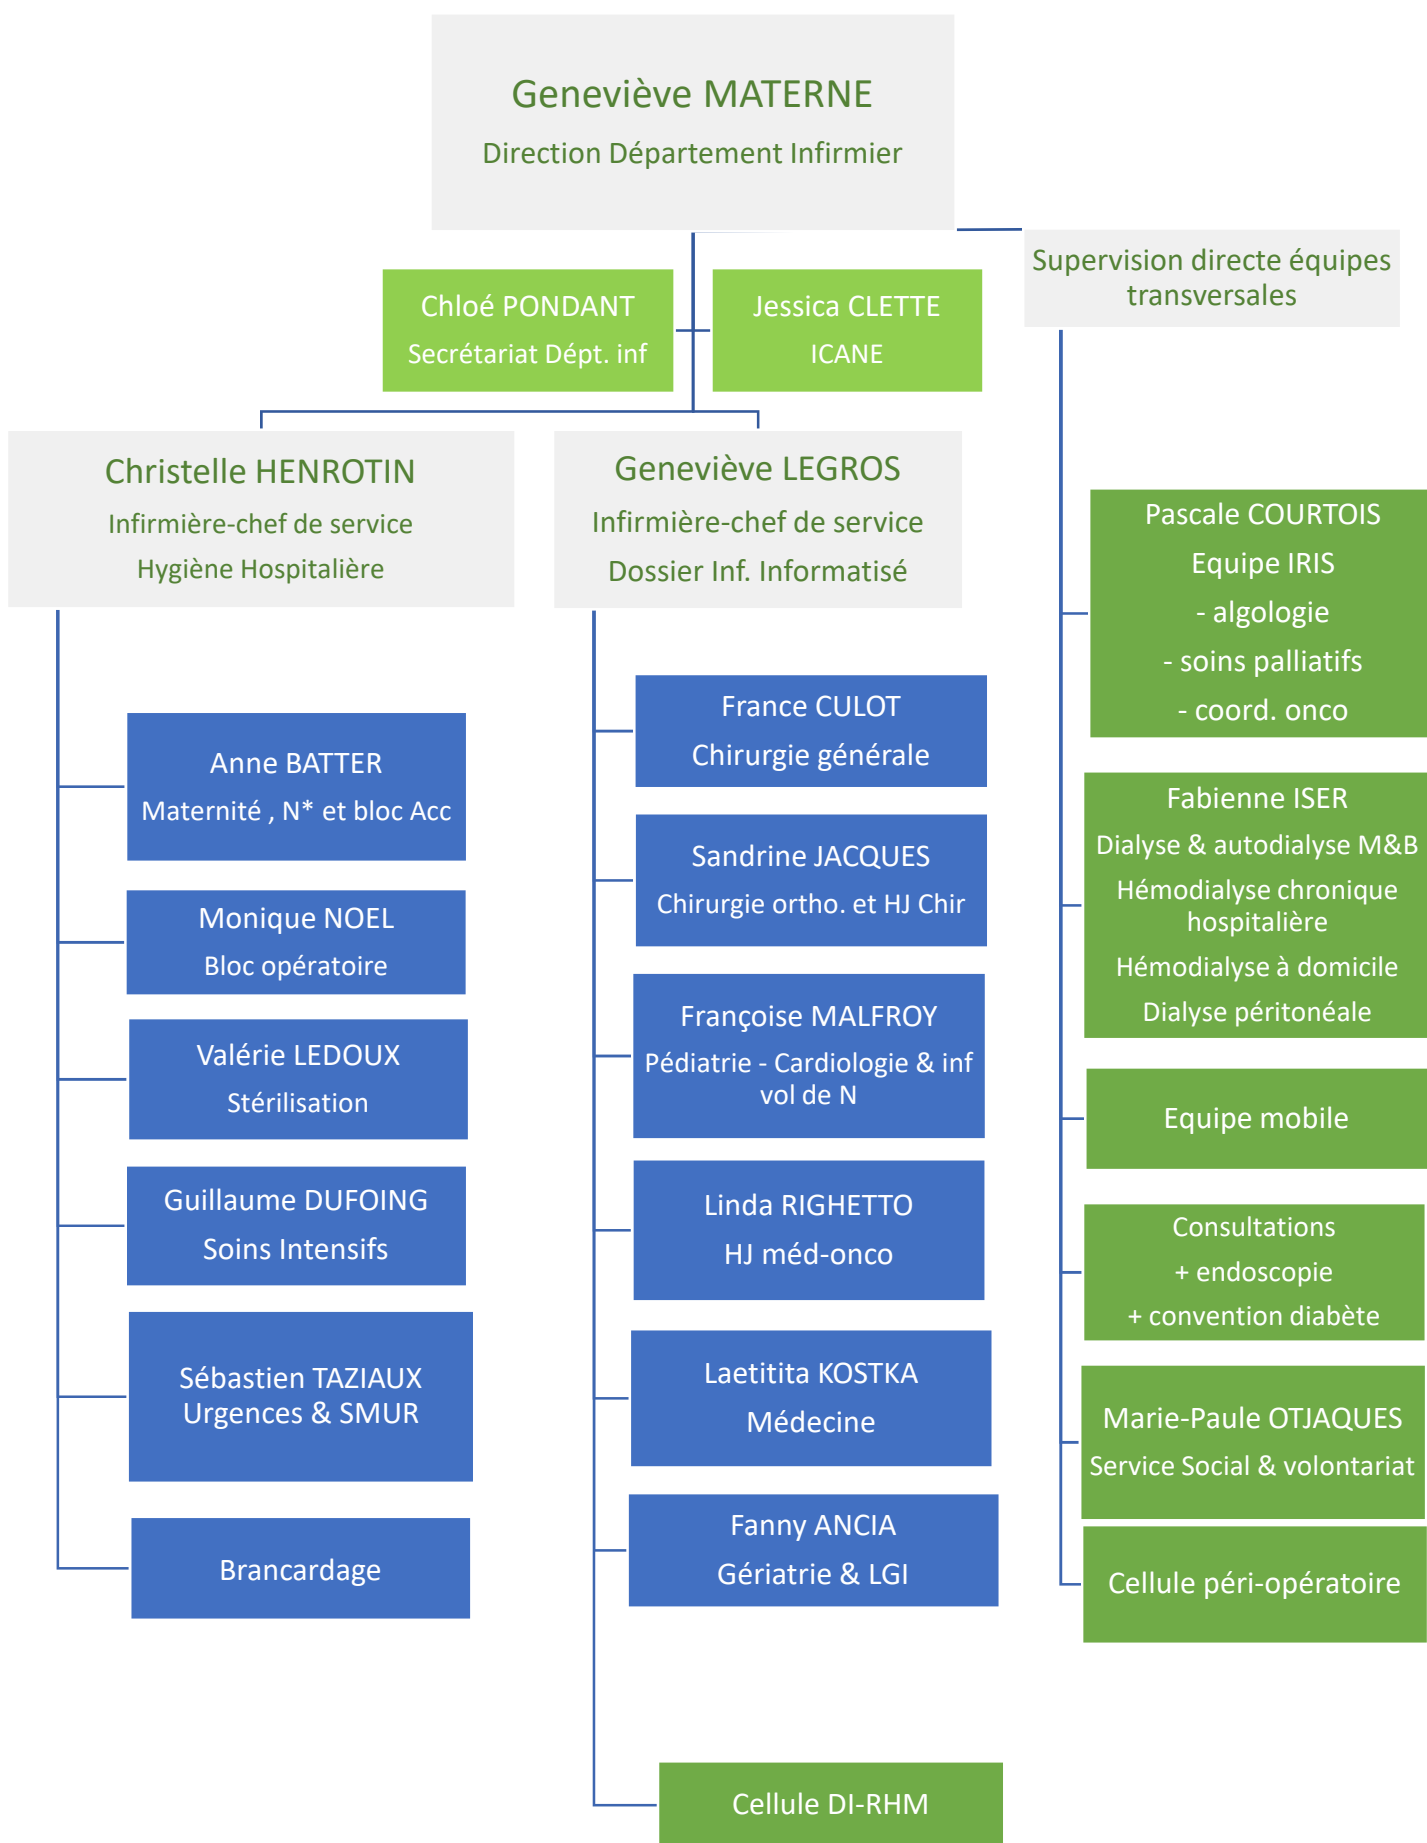 Geneviève MATERNE
Direction Département Infirmier
Supervision directe équipes
transversales
Chloé PONDANT
Secrétariat Dépt. inf
Jessica CLETTE
ICANE
Christelle HENROTIN
Infirmière-chef de service
Hygiène Hospitalière
Anne BATTER
Maternité , N* et bloc Acc
Monique NOEL
Bloc opératoire
Valérie LEDOUX
Stérilisation
Guillaume DUFOING
Soins Intensifs
Sébastien TAZIAUX
Urgences & SMUR
Brancardage
Geneviève LEGROS
Infirmière-chef de service
Dossier Inf. Informatisé
France CULOT
Chirurgie générale
Sandrine JACQUES
Chirurgie ortho. et HJ Chir
Françoise MALFROY
Pédiatrie - Cardiologie & inf
vol de N
Linda RIGHETTO
HJ méd-onco
Laetitita KOSTKA
Médecine
Fanny ANCIA
Gériatrie & LGI
Cellule DI-RHM
Pascale COURTOIS
Equipe IRIS
- algologie
- soins palliatifs
- coord. onco
Fabienne ISER
Dialyse & autodialyse M&B
Hémodialyse chronique
hospitalière
Hémodialyse à domicile
Dialyse péritonéale
Equipe mobile
Consultations
+ endoscopie
+ convention diabète
Marie-Paule OTJAQUES
Service Social & volontariat
Cellule péri-opératoire